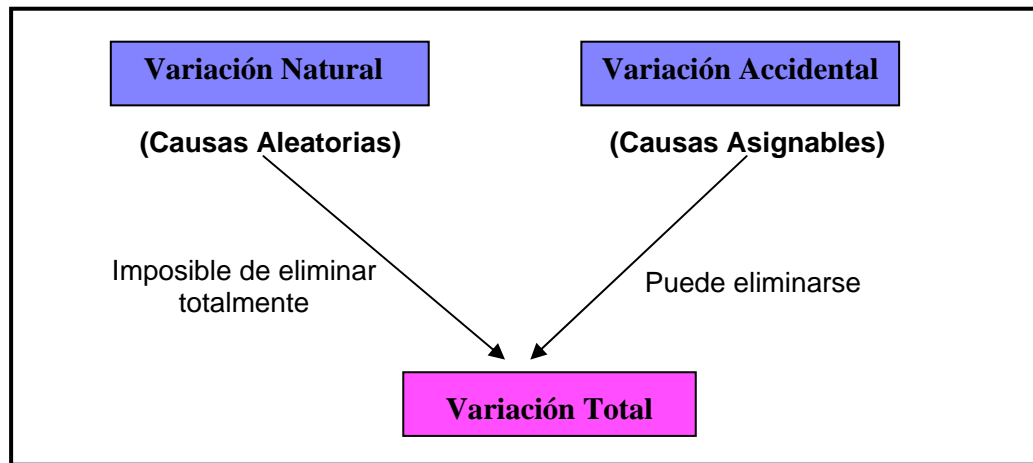 Variación Natural
Variación Accidental
(Causas Aleatorias)
(Causas Asignables)
Imposible de eliminar
totalmente
Puede eliminarse
Variación Total